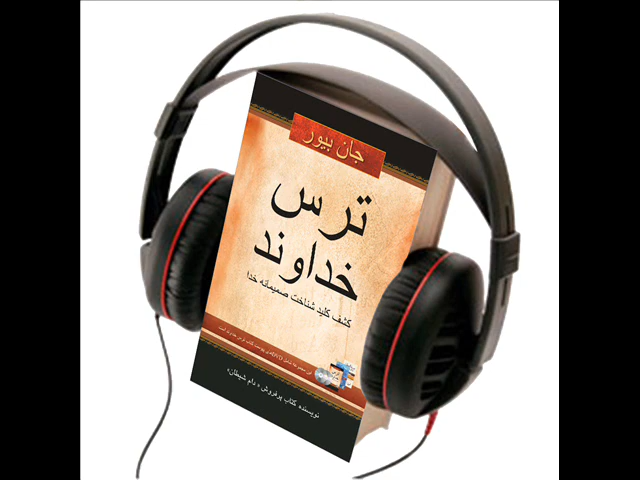 جان بیور
ترس
خداوند
کشف کلید شناخت صمیمانه خدا
نویسنده کتاب پرفروش « دام شیطان»